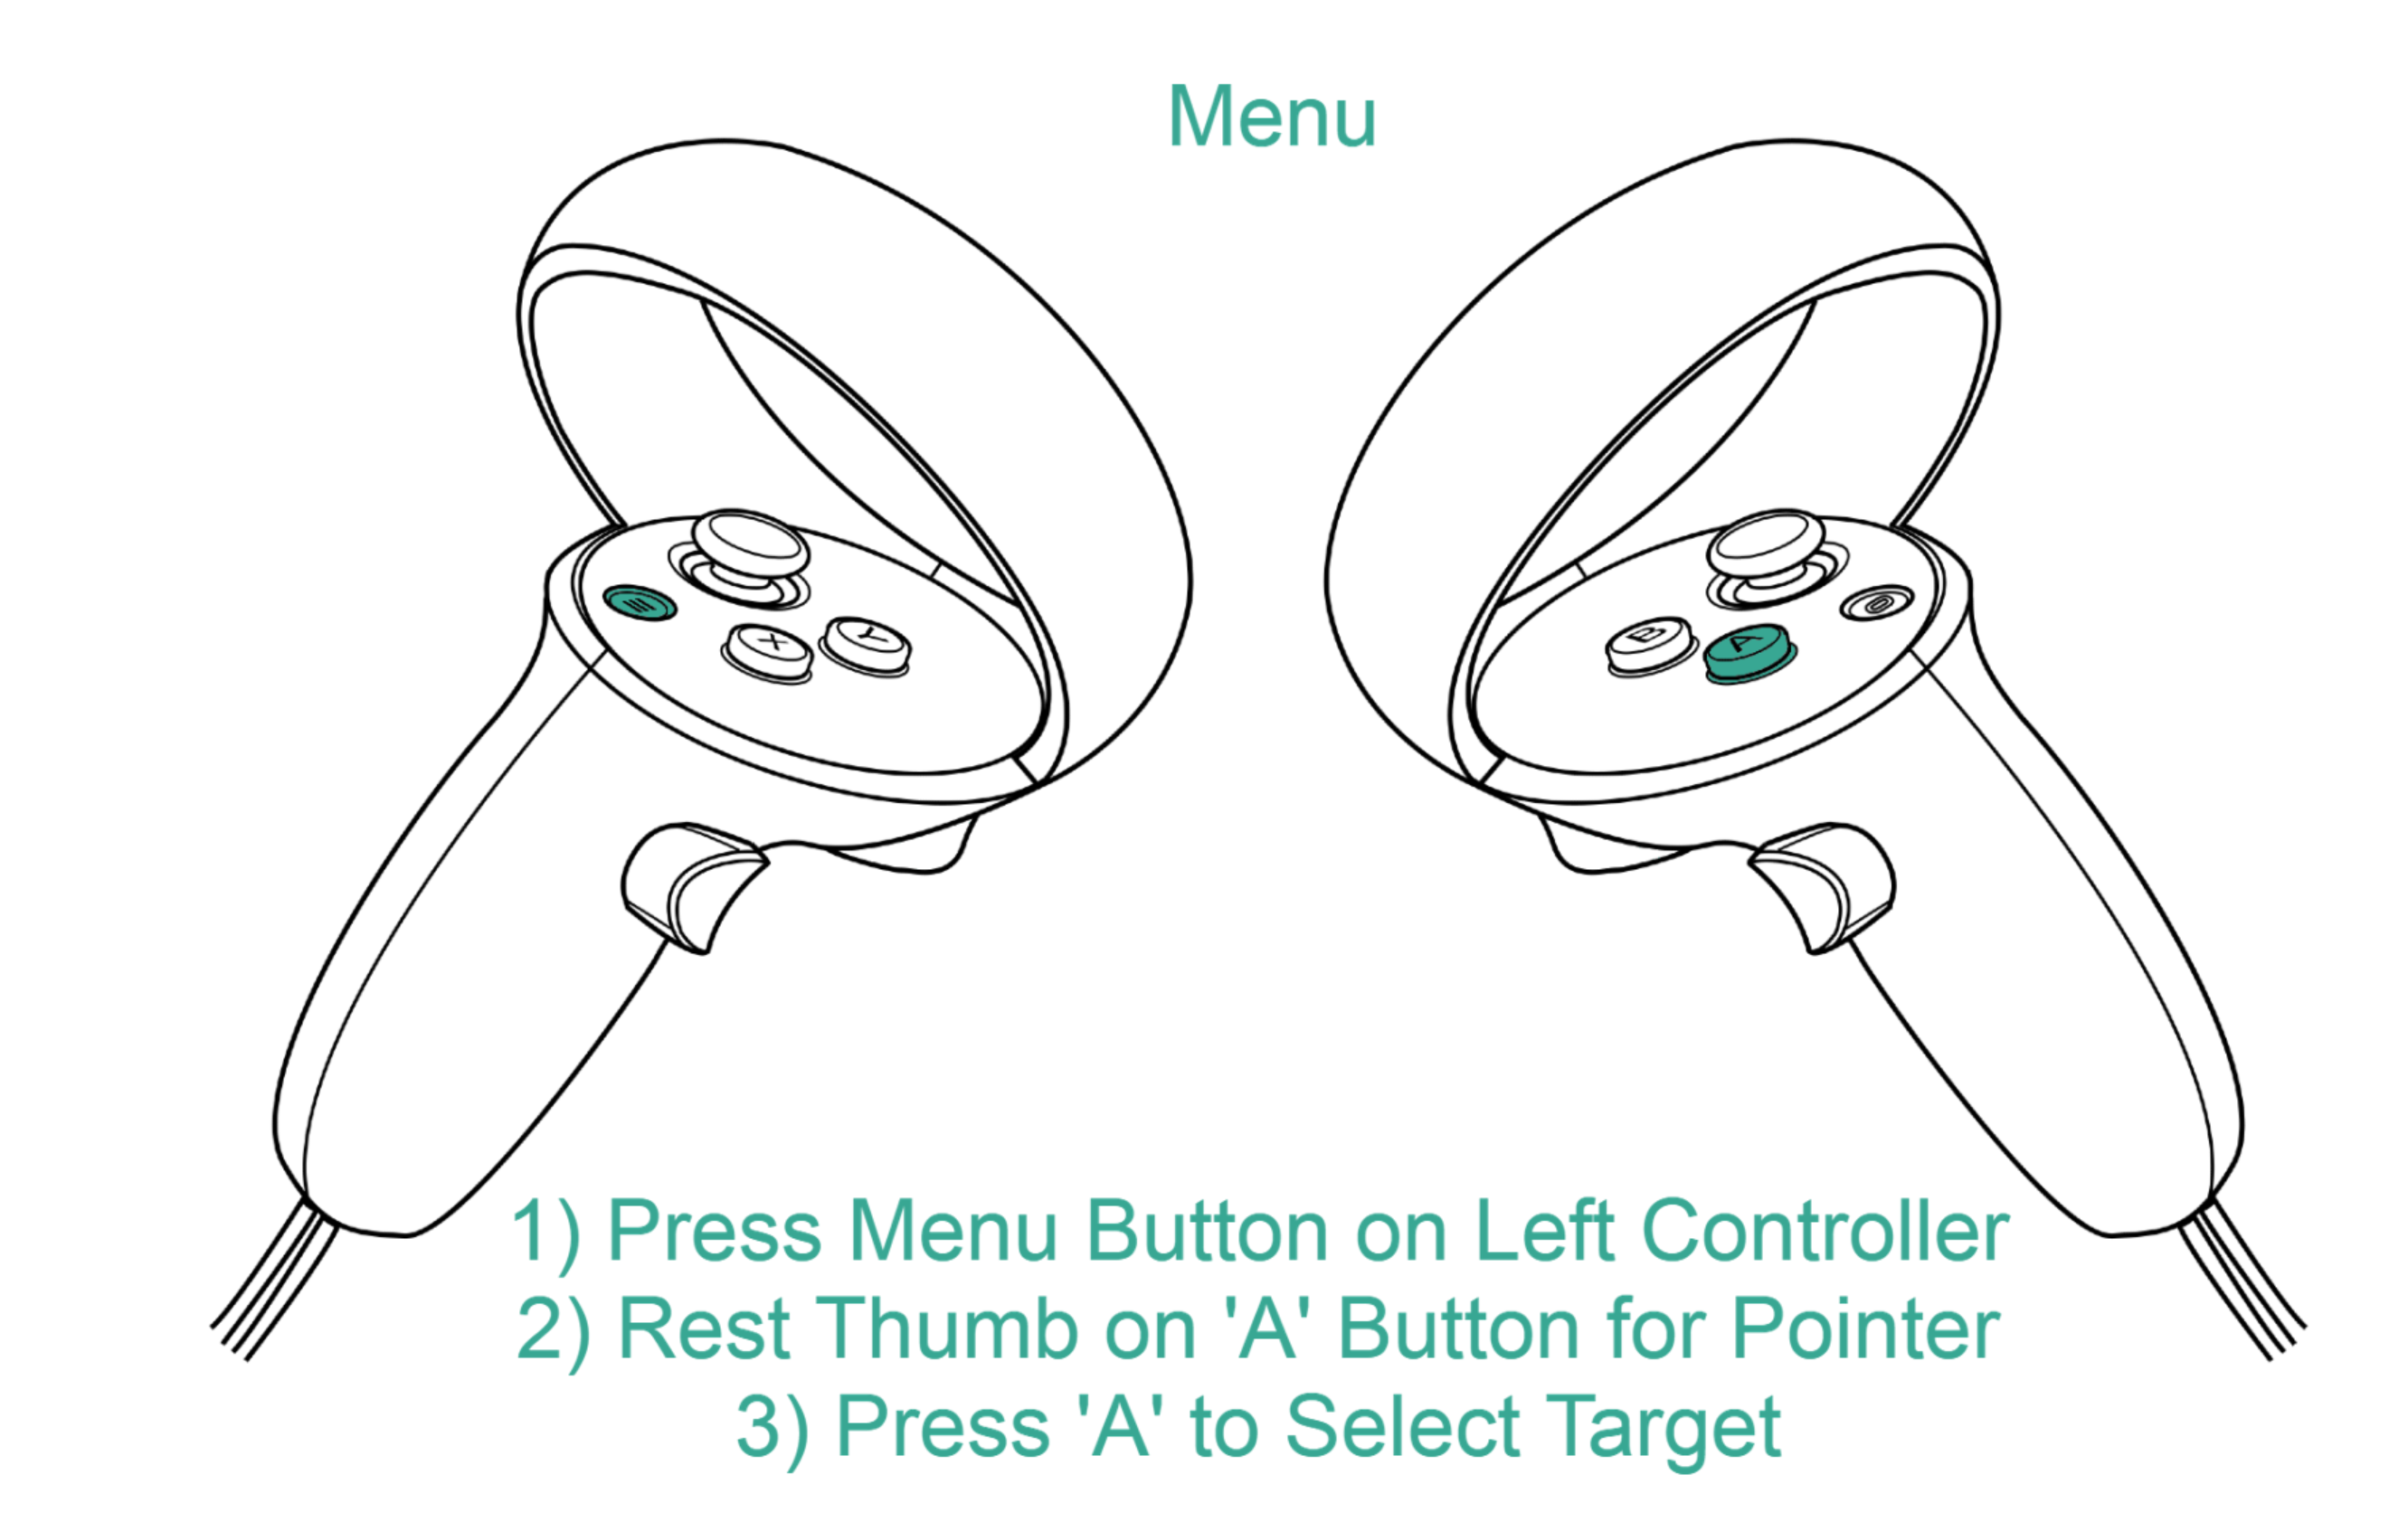 Menu
X
Y
B
A
1) Press Menu Button on Left Controller
2) Rest Thumb on 'A' Button for Pointer
3) Press 'A' to Select Target